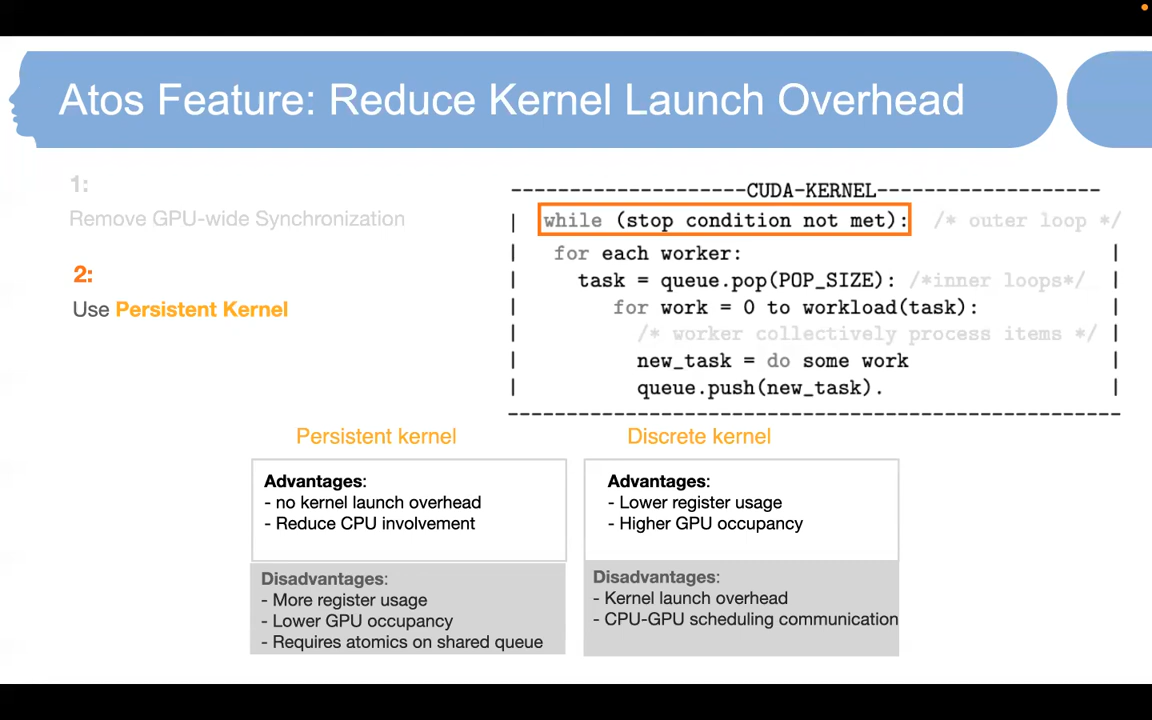 Atos Feature: Reduce Kernel Launch Overhead
1:
Remove GPU-wide Synchronization
2:
Use Persistent Kernel
--------------------CUDA-KERNEL-------------------
| while (stop condition not met): /* outer loop */
| for each worker: |
| task = queue.pop(POP_SIZE): /*inner loops*/ |
| for work = 0 to workload(task): |
| /* worker collectively process items */ |
| new_task = do some work |
| queue.push(new_task). |
----------------------------------------------------
Persistent kernel
Advantages:
- no kernel launch overhead
- Reduce CPU involvement
Disadvantages:
- More register usage
- Lower GPU occupancy
- Requires atomics on shared queue
Discrete kernel
Advantages:
- Lower register usage
- Higher GPU occupancy
Disadvantages:
- Kernel launch overhead
- CPU-GPU scheduling communication